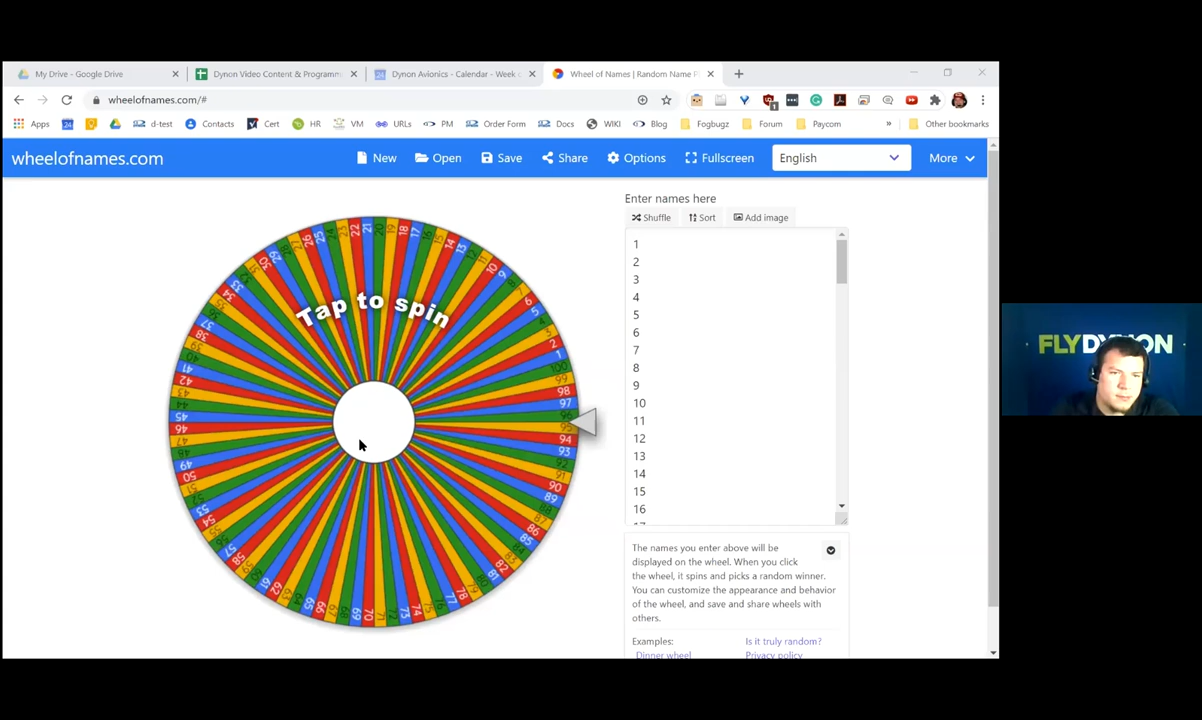 My Drive - Google Drive
Dynon Video Content & Programm
Dynon Avionics - Calendar - Week o
Wheel of Names | Random Name P
wheelofnames.com/#
Apps d-test Contacts Cert HR VM URLs PM Order Form Docs WIKI Blog Fogbugz Forum Paycom » Other bookmarks
wheelofnames.com
New Open Save Share Options Fullscreen English More
Enter names here
Shuffle Sort Add image
Tap to spin
1
2
3
4
5
6
7
8
9
10
11
12
13
14
15
16
The names you enter above will be
displayed on the wheel. When you click
the wheel, it spins and picks a random winner.
You can customize the appearance and behavior
of the wheel, and save and share wheels with
others.
Examples: Is it truly random?
Dinner wheel Privacy policy
FLYDYNON